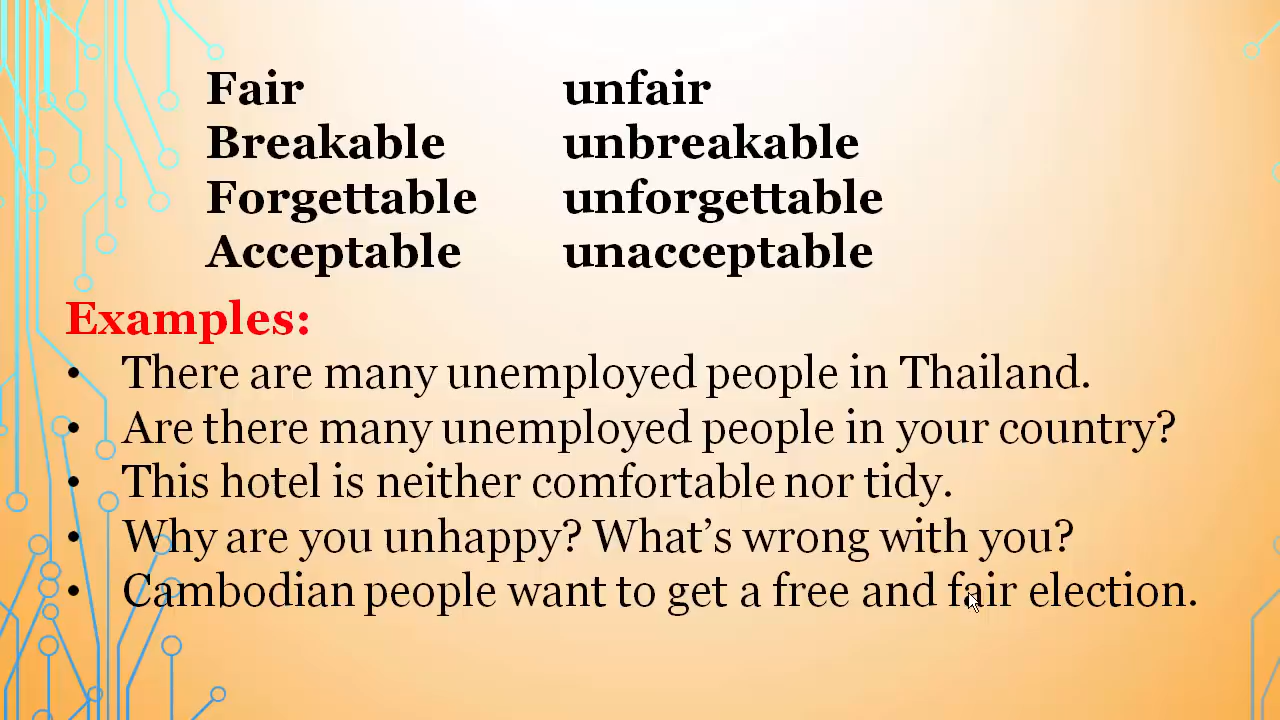 Fair unfair
Breakable unbreakable
Forgettable unforgettable
Acceptable unacceptable
Examples:
• There are many unemployed people in Thailand.
• Are there many unemployed people in your country?
• This hotel is neither comfortable nor tidy.
• Why are you unhappy? What’s wrong with you?
• Cambodian people want to get a free and fair election.